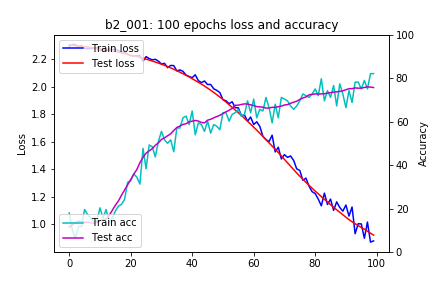 b2_001: 100 epochs loss and accuracy
Train loss
Test loss
Train acc
Test acc
Loss
2.2
2.0
1.8
1.6
1.4
1.2
1.0
Accuracy
100
80
60
40
20
0
0 20 40 60 80 100